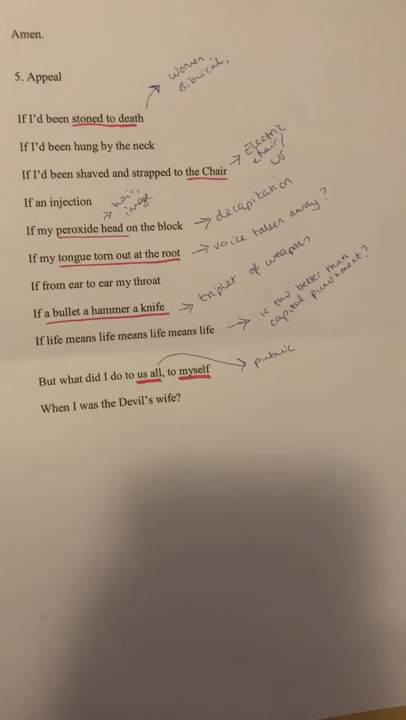 Amen.
women,
Biblical,
5. Appeal
If I'd been stoned to death
If I'd been hung by the neck
Electric
chair/
US.
If I'd been shaved and strapped to the Chair
If an injection
hair,
image
decapitation
If my peroxide head on the block
voice taken away?
If my tongue torn out at the root
If from ear to ear my throat
triplet of weapons.
If a bullet a hammer a knife
is this better than
capital punishment?
If life means life means life means life
public
But what did I do to us all, to myself
When I was the Devil's wife?